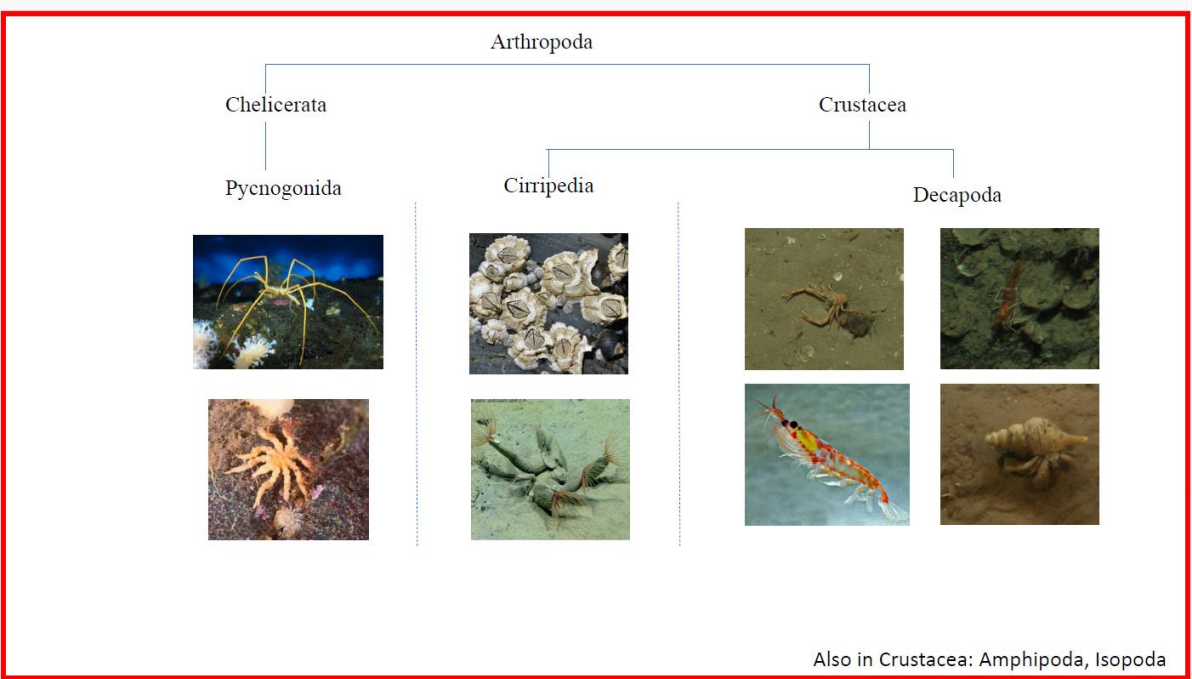 Arthropoda
Chelicerata
Crustacea
Pycnogonida
Cirripedia
Decapoda
Also in Crustacea: Amphipoda, Isopoda